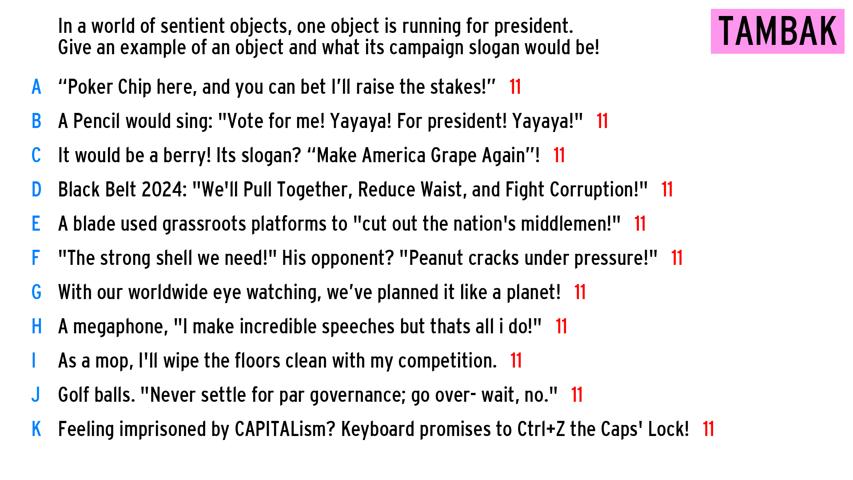 In a world of sentient objects, one object is running for president.
Give an example of an object and what its campaign slogan would be!
TAMBAK
A “Poker Chip here, and you can bet I’ll raise the stakes!” 11
B A Pencil would sing: "Vote for me! Yayaya! For president! Yayaya!" 11
C It would be a berry! Its slogan? “Make America Grape Again”! 11
D Black Belt 2024: "We'll Pull Together, Reduce Waist, and Fight Corruption!" 11
E A blade used grassroots platforms to "cut out the nation's middlemen!" 11
F "The strong shell we need!" His opponent? "Peanut cracks under pressure!" 11
G With our worldwide eye watching, we’ve planned it like a planet! 11
H A megaphone, "I make incredible speeches but thats all i do!" 11
I As a mop, I'll wipe the floors clean with my competition. 11
J Golf balls. "Never settle for par governance; go over- wait, no." 11
K Feeling imprisoned by CAPITALism? Keyboard promises to Ctrl+Z the Caps' Lock! 11